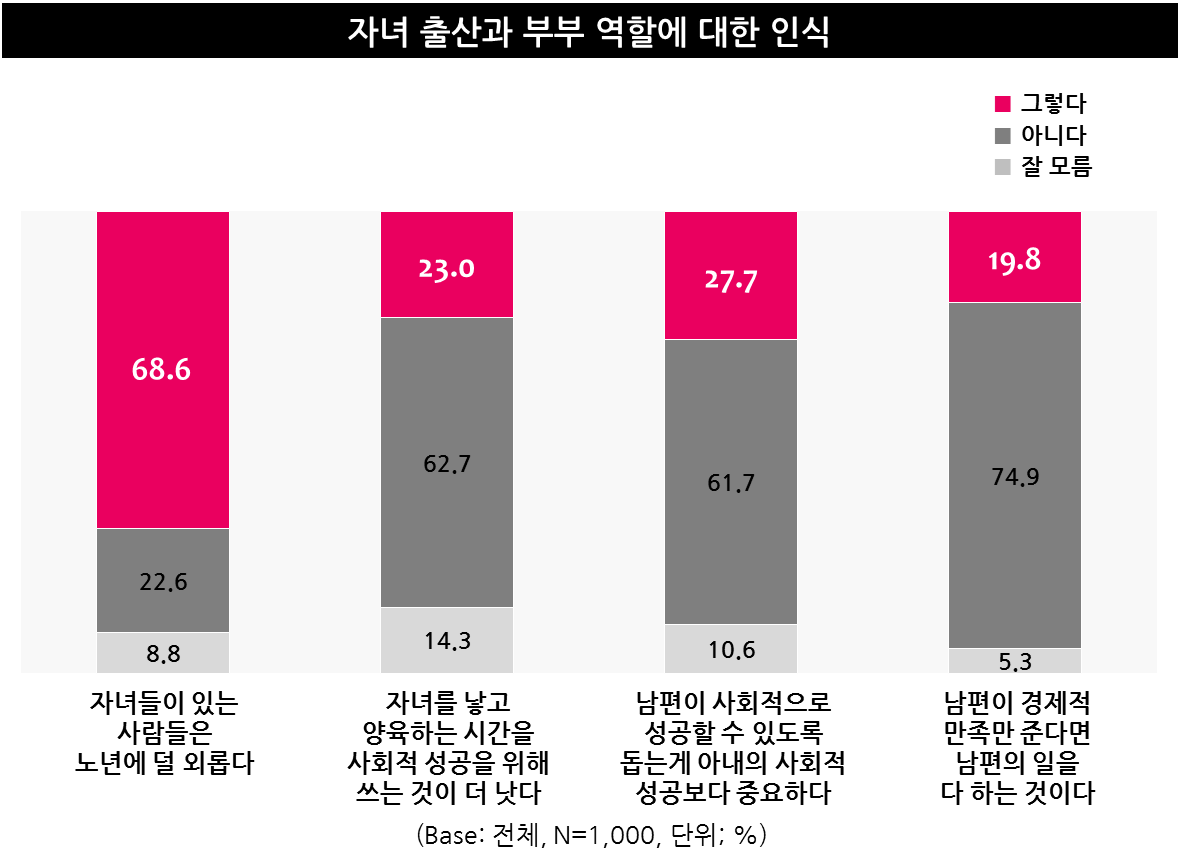 자녀 출산과 부부 역할에 대한 인식
그렇다
아니다
잘 모름
68.6
22.6
8.8
23.0
62.7
14.3
27.7
61.7
10.6
19.8
74.9
5.3
자녀들이 있는
사람들은
노년에 덜 외롭다
자녀를 낳고
양육하는 시간을
사회적 성공을 위해
쓰는 것이 더 낫다
남편이 사회적으로
성공할 수 있도록
돕는게 아내의 사회적
성공보다 중요하다
남편이 경제적
만족만 준다면
남편의 일을
다 하는 것이다
(Base: 전체, N=1,000, 단위; %)